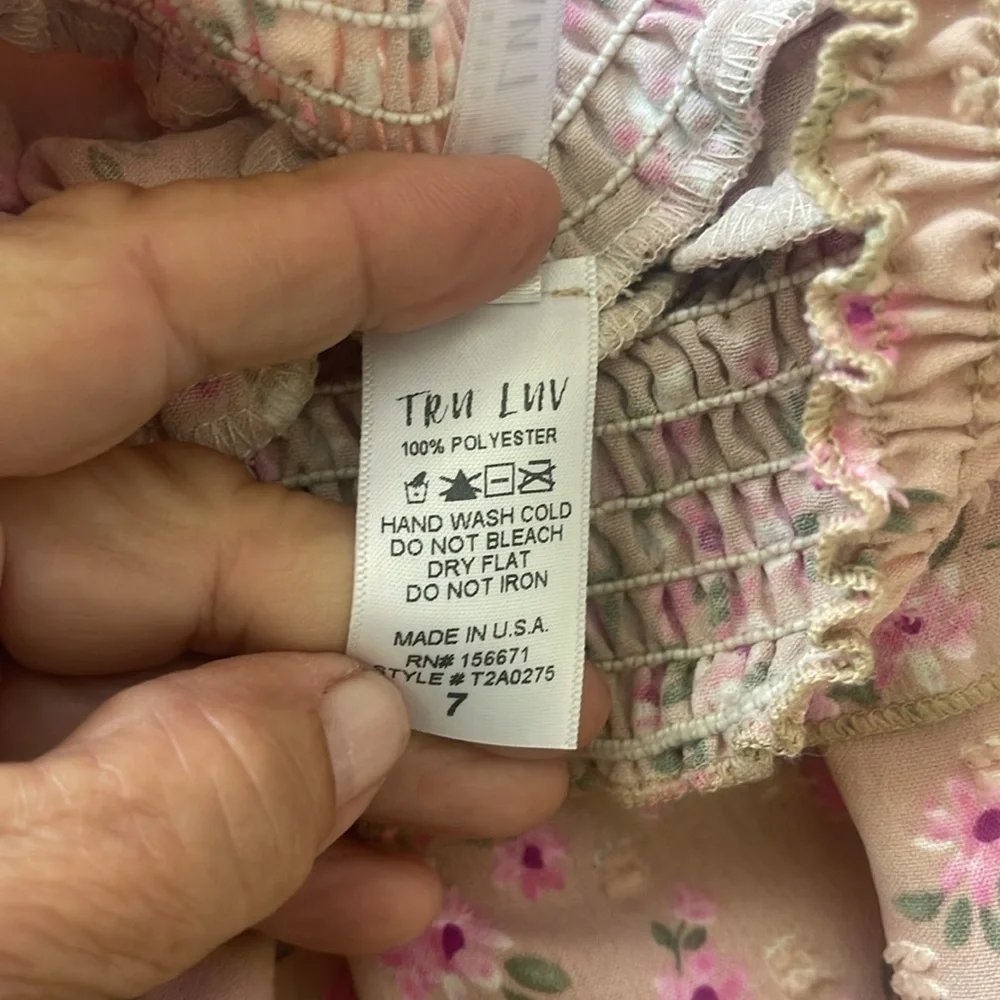 TRU LUV
100% POLYESTER
HAND WASH COLD
DO NOT BLEACH
DRY FLAT
DO NOT IRON
MADE IN U.S.A.
RN# 156671
STYLE # T2A0275
7